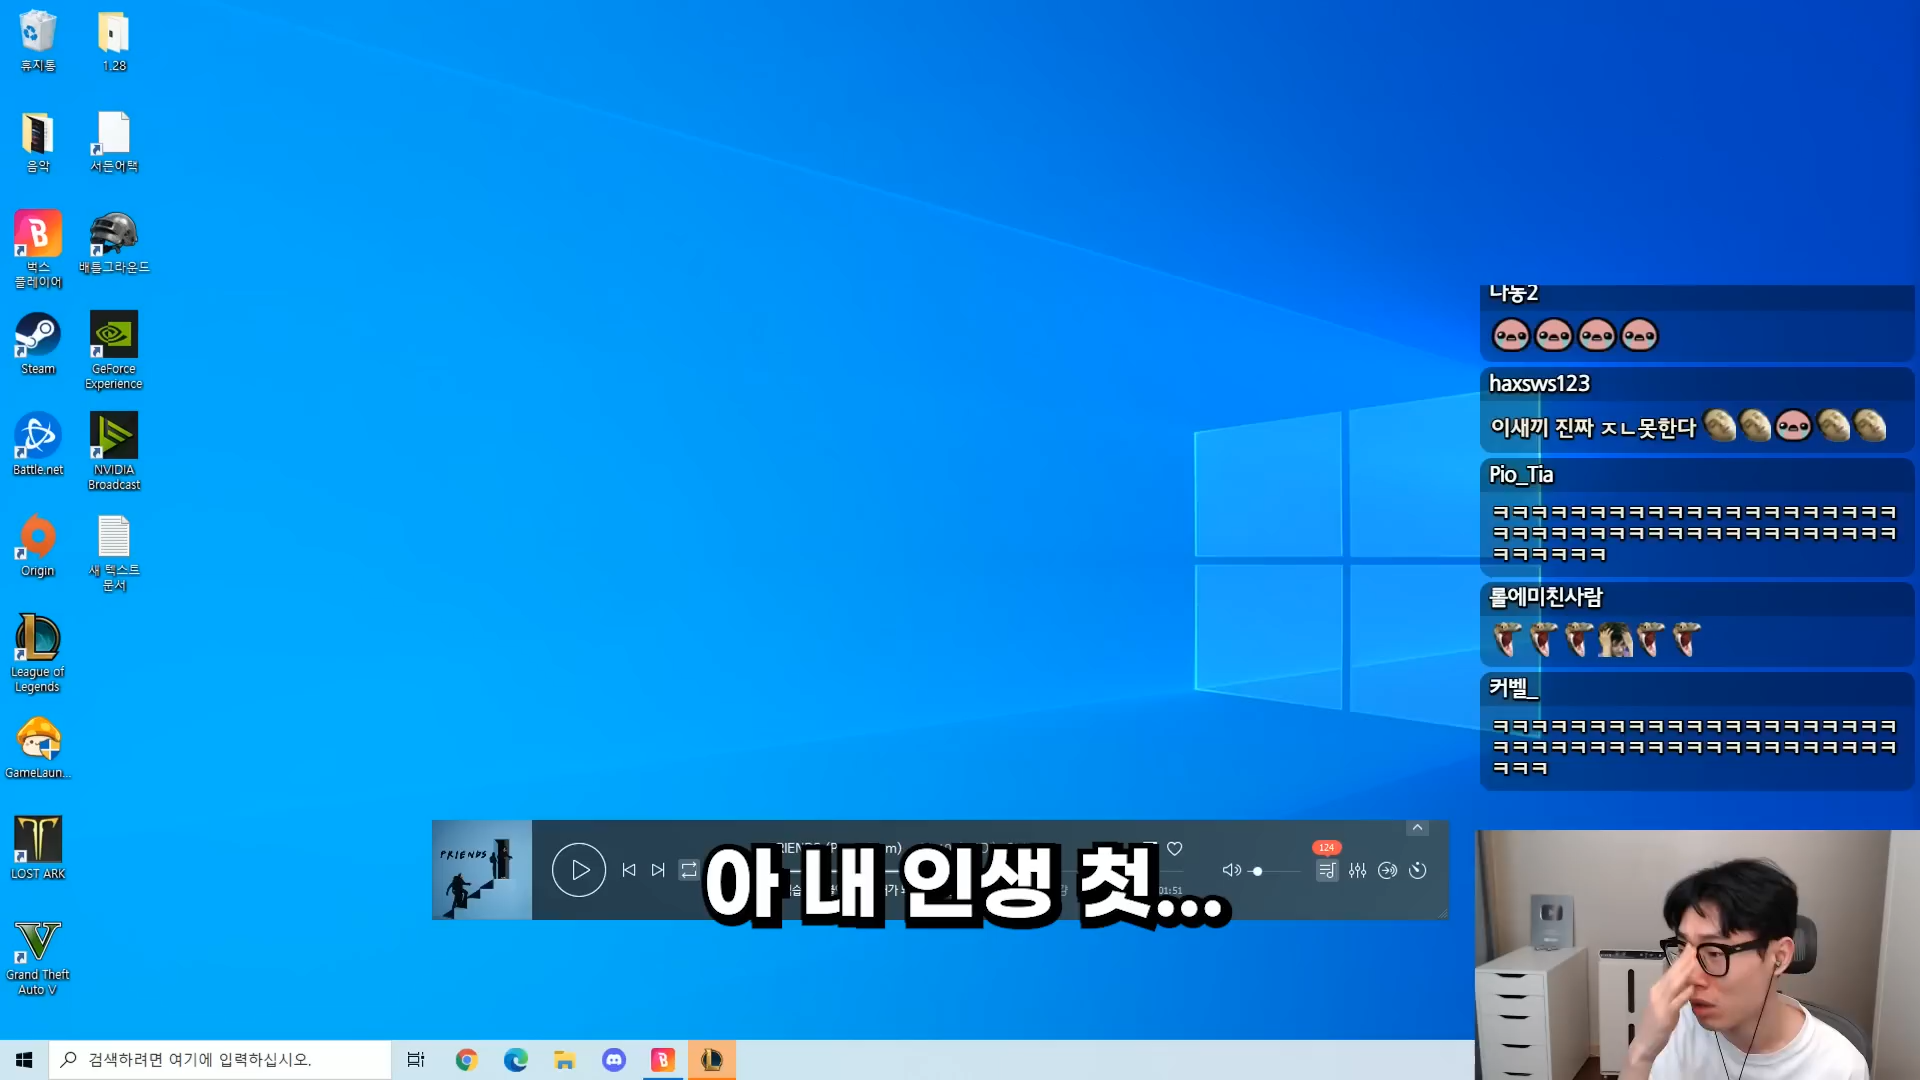 휴지통
1.28
음악
서든어택
벅스
플레이어
배틀그라운드
Steam
GeForce
Experience
Battle.net
NVIDIA
Broadcast
Origin
새 텍스트
문서
League of
Legends
GameLaun...
LOST ARK
Grand Theft
Auto V
나농2
haxsws123
이새끼 진짜 ㅈㄴ못한다
Pio_Tia
ㅋㅋㅋㅋㅋㅋㅋㅋㅋㅋㅋㅋㅋㅋㅋㅋㅋㅋㅋㅋㅋ
ㅋㅋㅋㅋㅋㅋㅋㅋㅋㅋㅋㅋㅋㅋㅋㅋㅋㅋㅋㅋㅋ
ㅋㅋㅋㅋㅋㅋ
롤에미친사람
커벨_
ㅋㅋㅋㅋㅋㅋㅋㅋㅋㅋㅋㅋㅋㅋㅋㅋㅋㅋㅋㅋㅋ
ㅋㅋㅋㅋㅋㅋㅋㅋㅋㅋㅋㅋㅋㅋㅋㅋㅋㅋㅋㅋㅋ
ㅋㅋㅋ
FRIENDS
124
01:51
아 내 인생 첫...
검색하려면 여기에 입력하십시오.